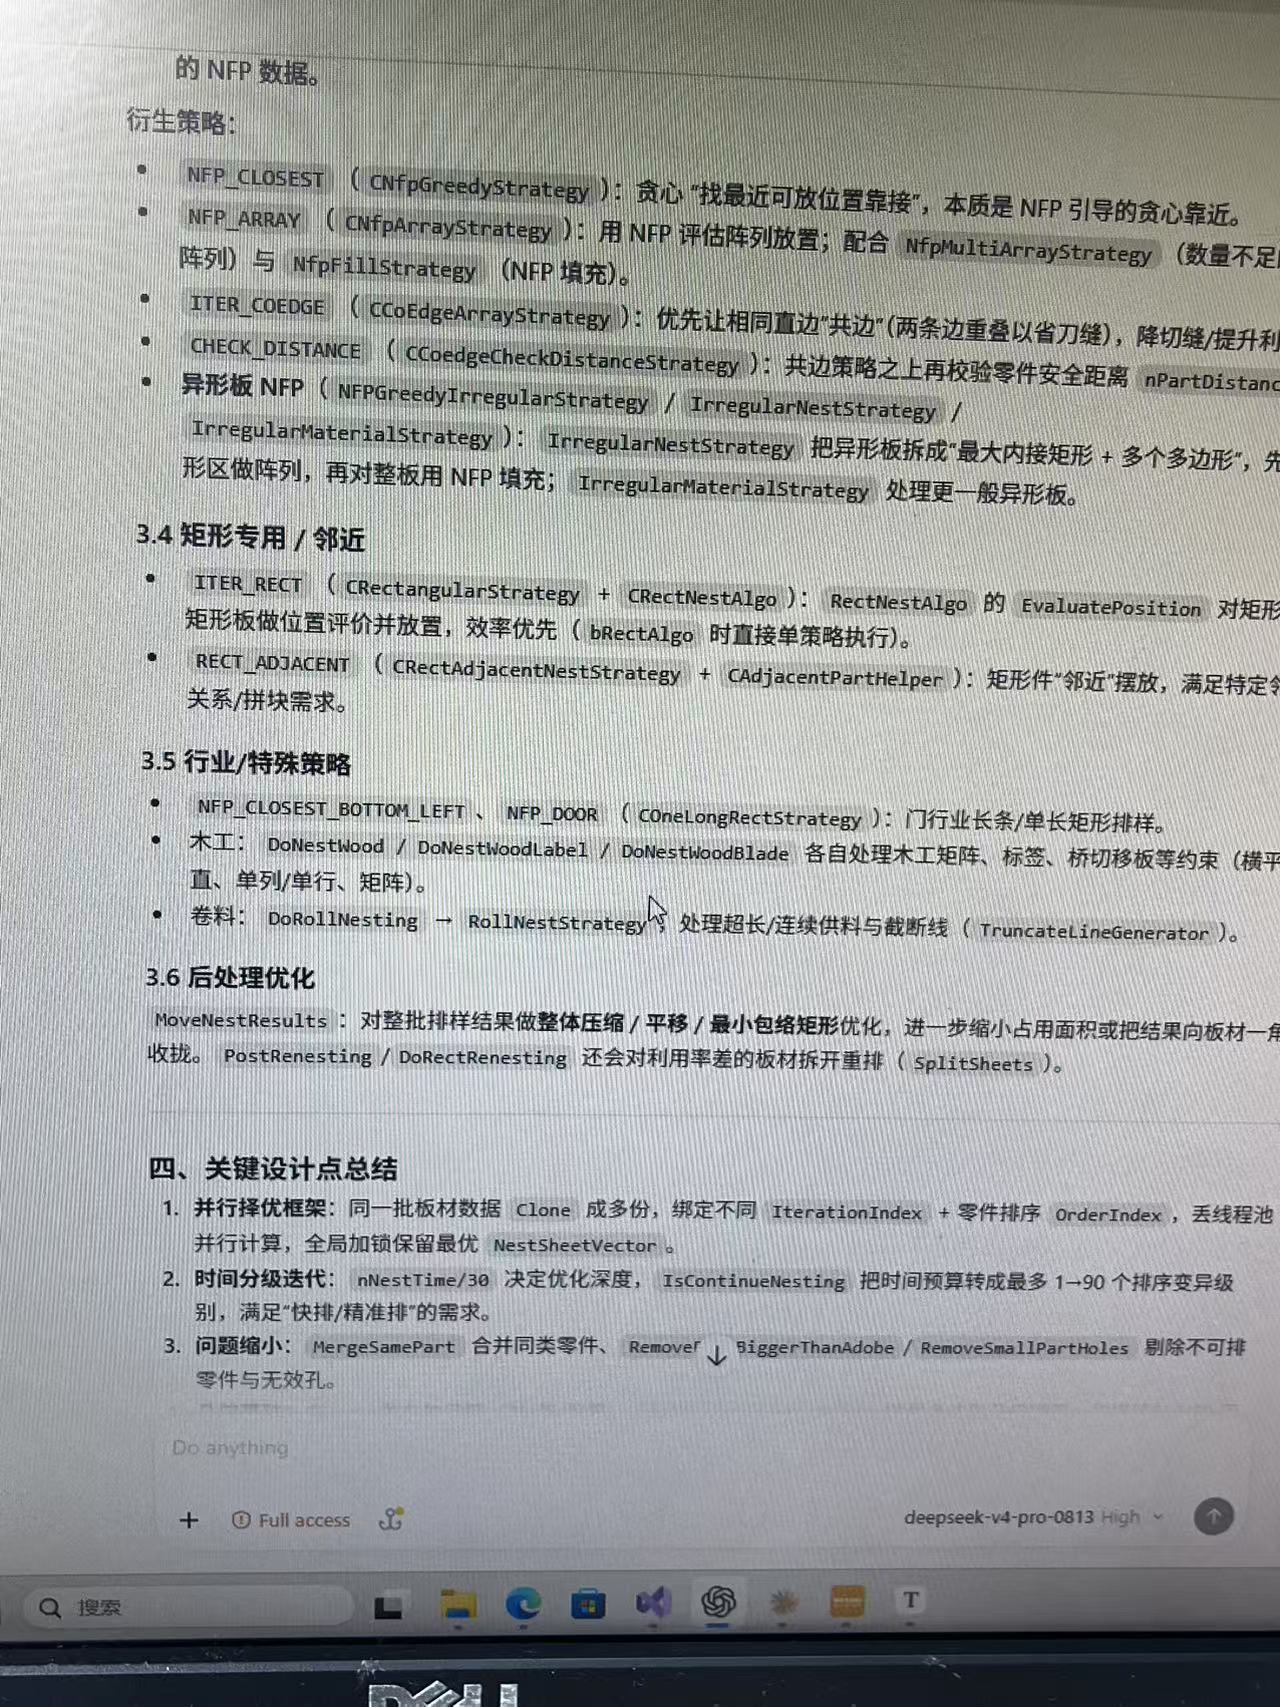 的 NFP 数据。
衍生策略：
• NFP_CLOSEST （ CNfpGreedyStrategy ）：贪心 “找最近可放位置靠接”，本质是 NFP 引导的贪心靠近。
• NFP_ARRAY （ CNfpArrayStrategy ）：用 NFP 评估阵列放置；配合 NfpMultiArrayStrategy （数量不足
阵列）与 NfpFillStrategy （NFP 填充）。
• ITER_COEDGE （ CCoEdgeArrayStrategy ）：优先让相同直边“共边”（两条边重叠以省刀缝），降切缝/提升利
• CHECK_DISTANCE （ CCoedgeCheckDistanceStrategy ）：共边策略之上再校验零件安全距离 nPartDistanc
• 异形板 NFP（ NFPGreedyIrregularStrategy / IrregularNestStrategy /
IrregularMaterialStrategy ）： IrregularNestStrategy 把异形板拆成“最大内接矩形 + 多个多边形”，先
形区做阵列，再对整板用 NFP 填充； IrregularMaterialStrategy 处理更一般异形板。
3.4 矩形专用 / 邻近
• ITER_RECT （ CRectangularStrategy + CRectNestAlgo ）： RectNestAlgo 的 EvaluatePosition 对矩形
矩形板做位置评价并放置，效率优先（ bRectAlgo 时直接单策略执行）。
• RECT_ADJACENT （ CRectAdjacentNestStrategy + CAdjacentPartHelper ）：矩形件“邻近”摆放，满足特定
关系/拼块需求。
3.5 行业/特殊策略
• NFP_CLOSEST_BOTTOM_LEFT 、 NFP_DOOR （ COneLongRectStrategy ）：门行业长条/单长矩形排样。
• 木工： DoNestWood / DoNestWoodLabel / DoNestWoodBlade 各自处理木工矩阵、标签、桥切移板等约束（横平
直、单列/单行、矩阵）。
• 卷料： DoRollNesting → RollNestStrategy ，处理超长/连续供料与截断线（ TruncateLineGenerator ）。
3.6 后处理优化
MoveNestResults ：对整批排样结果做整体压缩 / 平移 / 最小包络矩形优化，进一步缩小占用面积或把结果向板材一角
收拢。 PostRenesting / DoRectRenesting 还会对利用率差的板材拆开重排（ SplitSheets ）。
四、关键设计点总结
1. 并行择优框架：同一批板材数据 Clone 成多份，绑定不同 IterationIndex + 零件排序 OrderIndex ，丢线程池
并行计算，全局加锁保留最优 NestSheetVector 。
2. 时间分级迭代： nNestTime/30 决定优化深度， IsContinueNesting 把时间预算转成最多 1→90 个排序变异级
别，满足“快排/精准排”的需求。
3. 问题缩小： MergeSamePart 合并同类零件、 Remove BiggerThanAdobe / RemoveSmallPartHoles 剔除不可排
零件与无效孔。
Do anything
+ Full access deepseek-v4-pro-0813 High
搜索
T
DELL